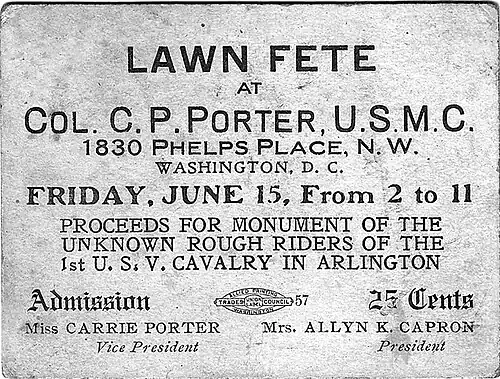 LAWN FETE
AT
COL. C. P. PORTER, U.S.M.C.
1830 PHELPS PLACE, N. W.
WASHINGTON, D. C.
FRIDAY, JUNE 15, From 2 to 11
PROCEEDS FOR MONUMENT OF THE
UNKNOWN ROUGH RIDERS OF THE
1st U. S. V. CAVALRY IN ARLINGTON
Admission
ALLIED PRINTING
TRADES COUNCIL
WASHINGTON
57
25 Cents
Miss CARRIE PORTER
Vice President
Mrs. ALLYN K. CAPRON
President